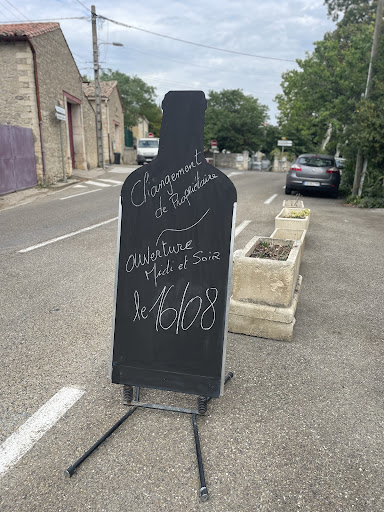 Changement
de Propriétaire
ouverture
Midi et Soir
le 16/08